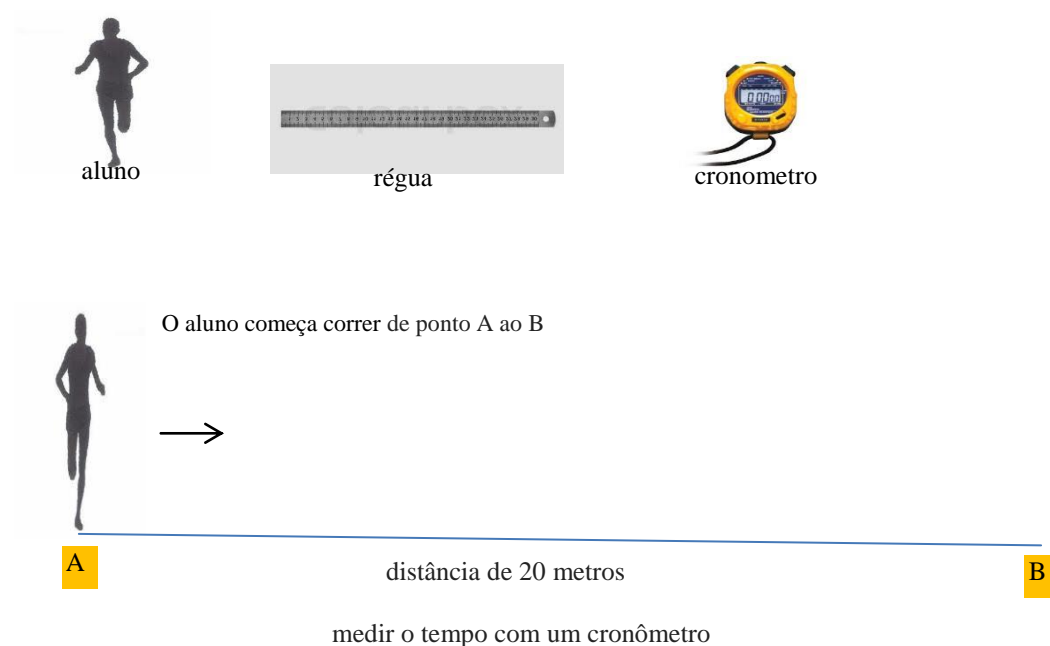 aluno
régua
cronometro
O aluno começa correr de ponto A ao B
A
distância de 20 metros
B
medir o tempo com um cronômetro